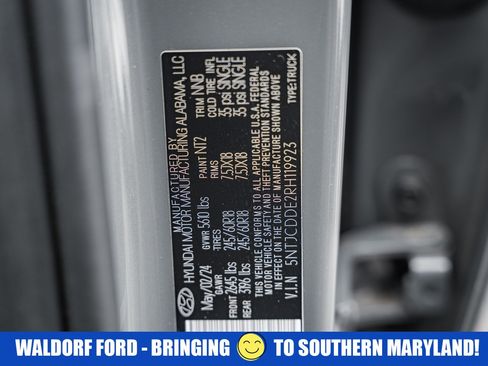 MANUFACTURED BY
HYUNDAI MOTOR MANUFACTURING ALABAMA, LLC
May/02/24 GVWR 5610 lbs PAINT NT2 TRIM NNB
GAWR TIRES RIMS COLD TIRE INFL
FRONT 2645 lbs 245/60R18 7.5JX18 35 psi SINGLE
REAR 3196 lbs 245/60R18 7.5JX18 35 psi SINGLE
THIS VEHICLE CONFORMS TO ALL APPLICABLE U.S.A. FEDERAL
MOTOR VEHICLE SAFETY AND THEFT PREVENTION STANDARDS
IN EFFECT ON THE DATE OF MANUFACTURE SHOWN ABOVE
V.I.N 5NTJCDDE2RH119923 TYPE:TRUCK
WALDORF FORD - BRINGING TO SOUTHERN MARYLAND!